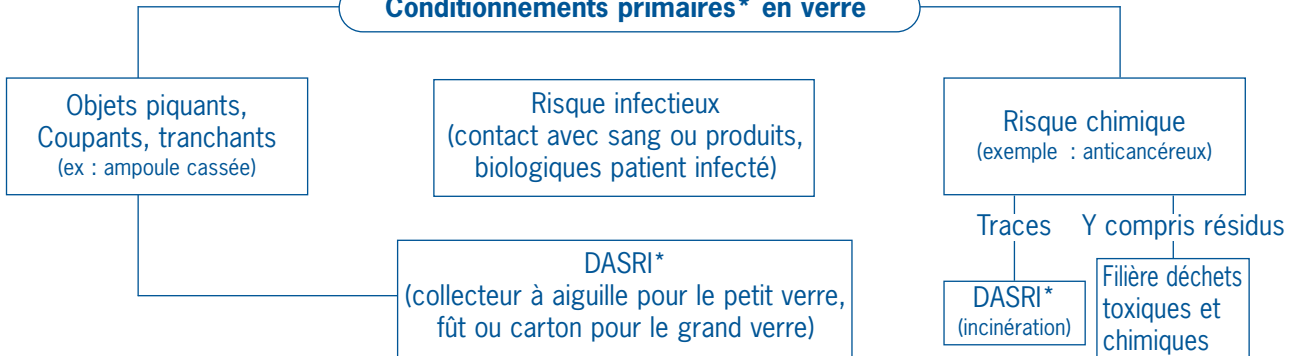 Conditionnements primaires* en verre
Objets piquants,
Coupants, tranchants
(ex : ampoule cassée)
Risque infectieux
(contact avec sang ou produits,
biologiques patient infecté)
Risque chimique
(exemple : anticancéreux)
Traces
Y compris résidus
DASRI*
(collecteur à aiguille pour le petit verre,
fût ou carton pour le grand verre)
DASRI*
(incinération)
Filière déchets
toxiques et
chimiques